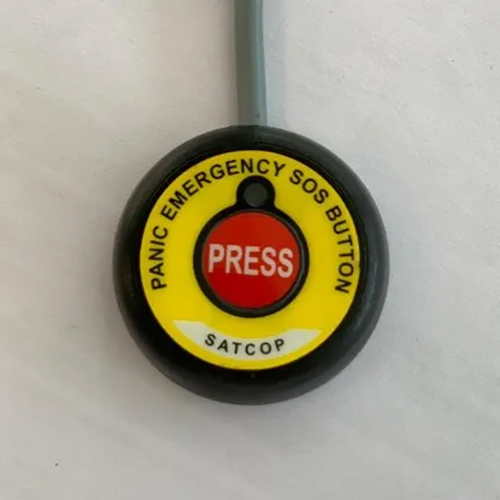 PANIC EMERGENCY SOS BUTTON
PRESS
SATCOP